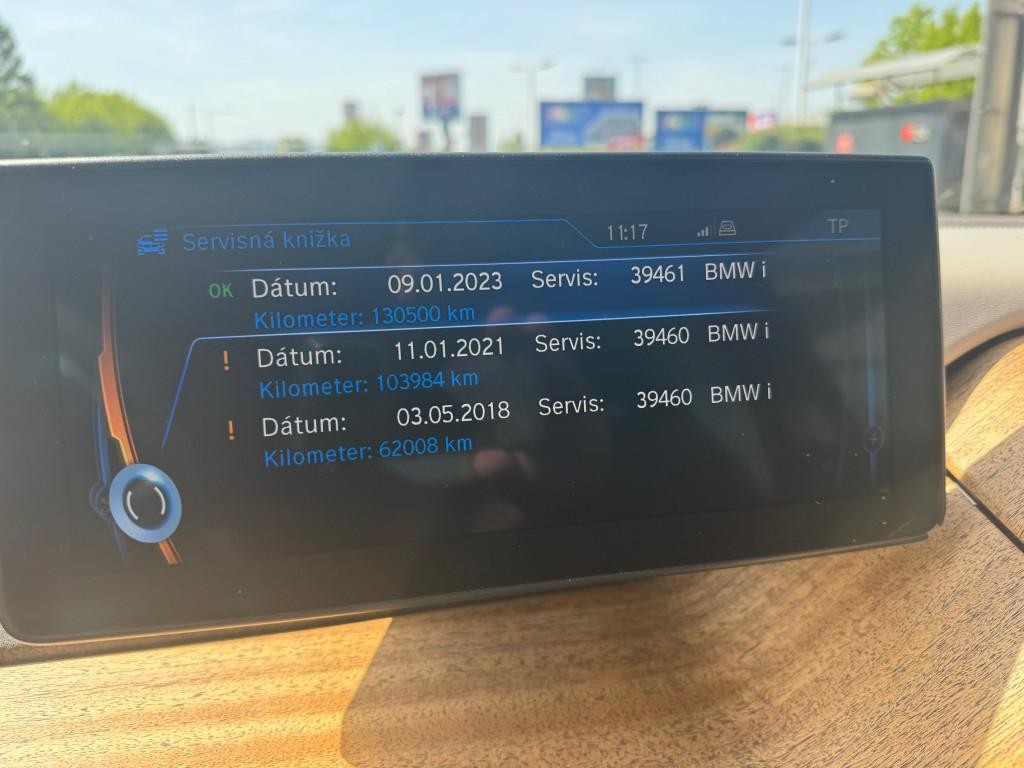 Servisná knižka 11:17 TP
OK Dátum: 09.01.2023 Servis: 39461 BMW i
Kilometer: 130500 km
! Dátum: 11.01.2021 Servis: 39460 BMW i
Kilometer: 103984 km
! Dátum: 03.05.2018 Servis: 39460 BMW i
Kilometer: 62008 km